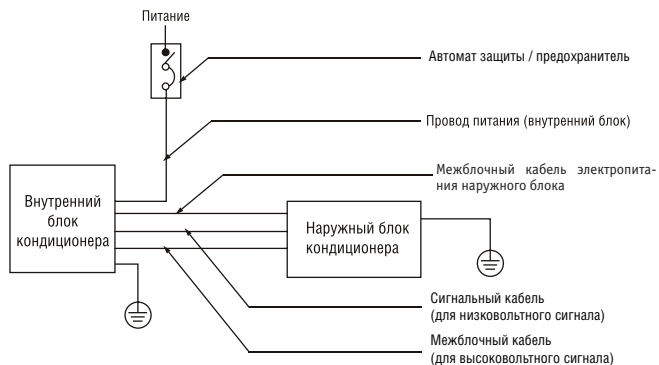 Питание
Автомат защиты / предохранитель
Провод питания (внутренний блок)
Межблочный кабель электропита-
ния наружного блока
Внутренний
блок
кондиционера
Наружный блок
кондиционера
Сигнальный кабель
(для низковольтного сигнала)
Межблочный кабель
(для высоковольтного сигнала)